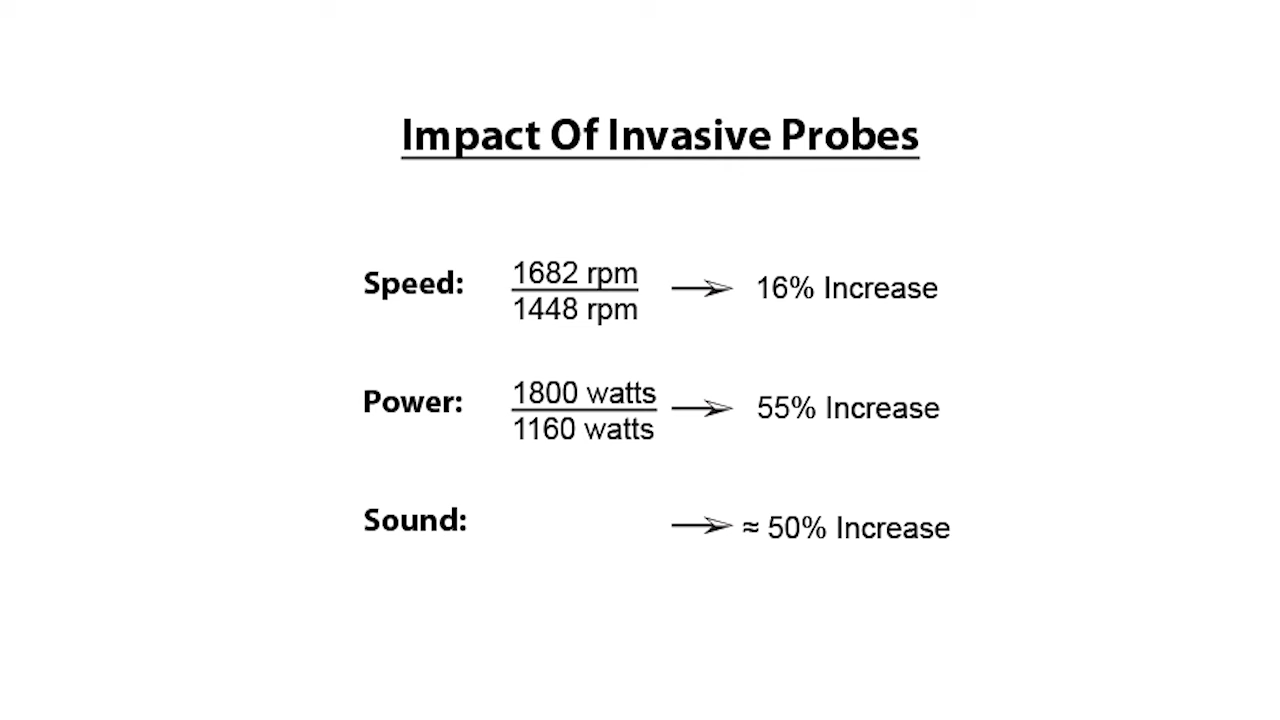 Impact Of Invasive Probes
Speed: 1682 rpm
1448 rpm
16% Increase
Power: 1800 watts
1160 watts
55% Increase
Sound: ≈ 50% Increase